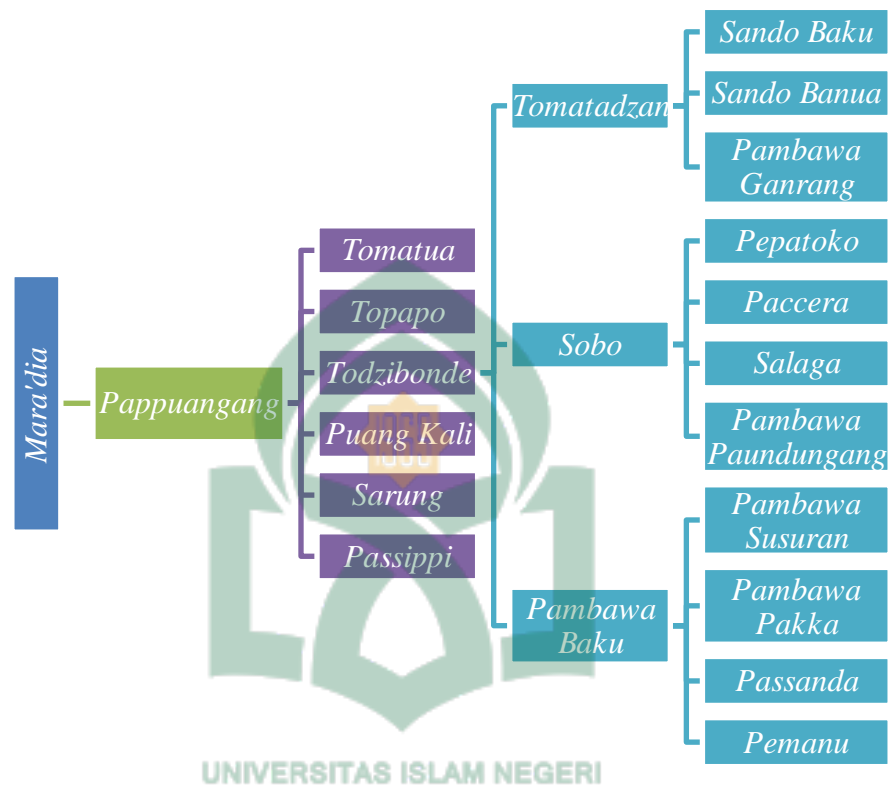 Mara'dia
Pappuangang
Tomatua
Topapo
Todzibonde
Puang Kali
Sarung
Passippi
Tomatadzan
Sando Baku
Sando Banua
Pambawa
Ganrang
Sobo
Pepatoko
Paccera
Salaga
Pambawa
Paundungang
Pambawa
Baku
Pambawa
Susuran
Pambawa
Pakka
Passanda
Pemanu
1965
UNIVERSITAS ISLAM NEGERI